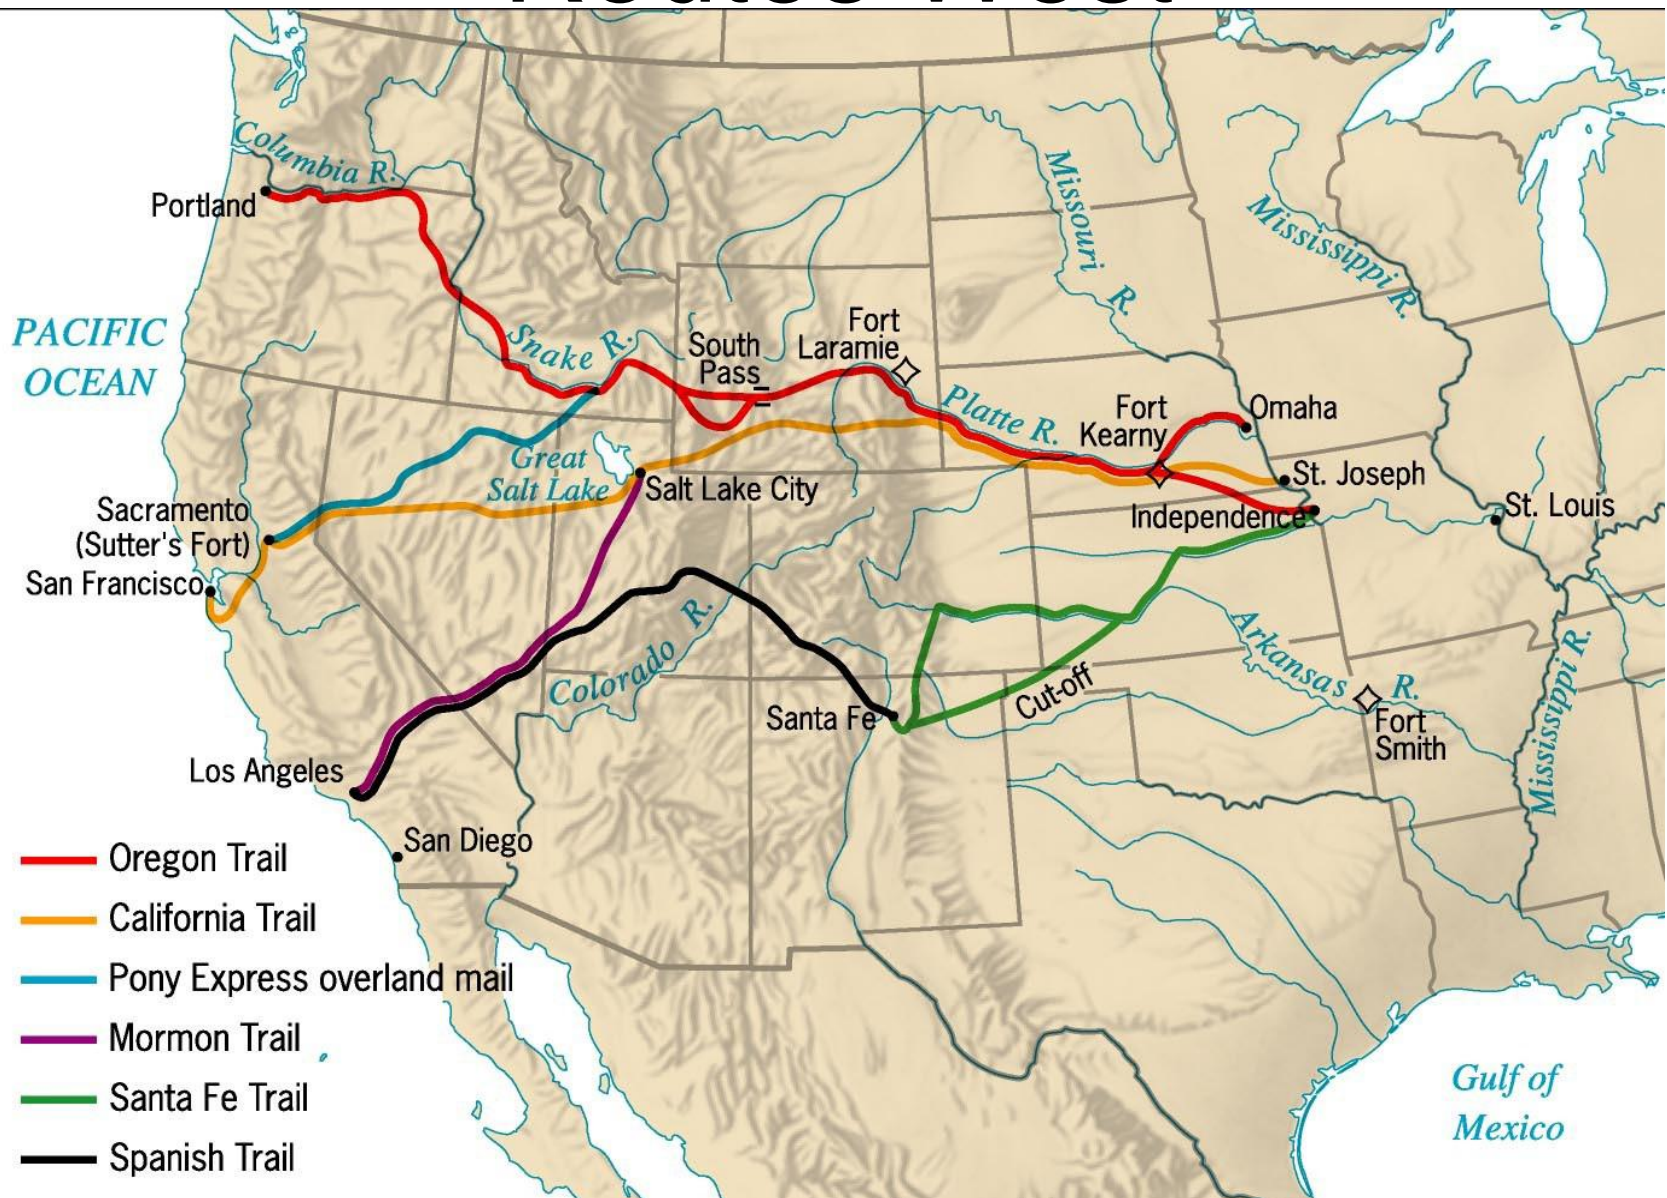 Columbia R.
Portland
Missouri
R.
Mississippi R.
PACIFIC
OCEAN
Snake R.
South
Pass
Fort
Laramie
Platte R.
Fort
Kearny
Omaha
Great
Salt Lake
Salt Lake City
St. Joseph
Sacramento
(Sutter's Fort)
San Francisco
Independence
St. Louis
Colorado R.
Arkansas R.
Mississippi R.
Cut-off
Santa Fe
Fort
Smith
Los Angeles
San Diego
Oregon Trail
California Trail
Pony Express overland mail
Mormon Trail
Santa Fe Trail
Spanish Trail
Gulf of
Mexico